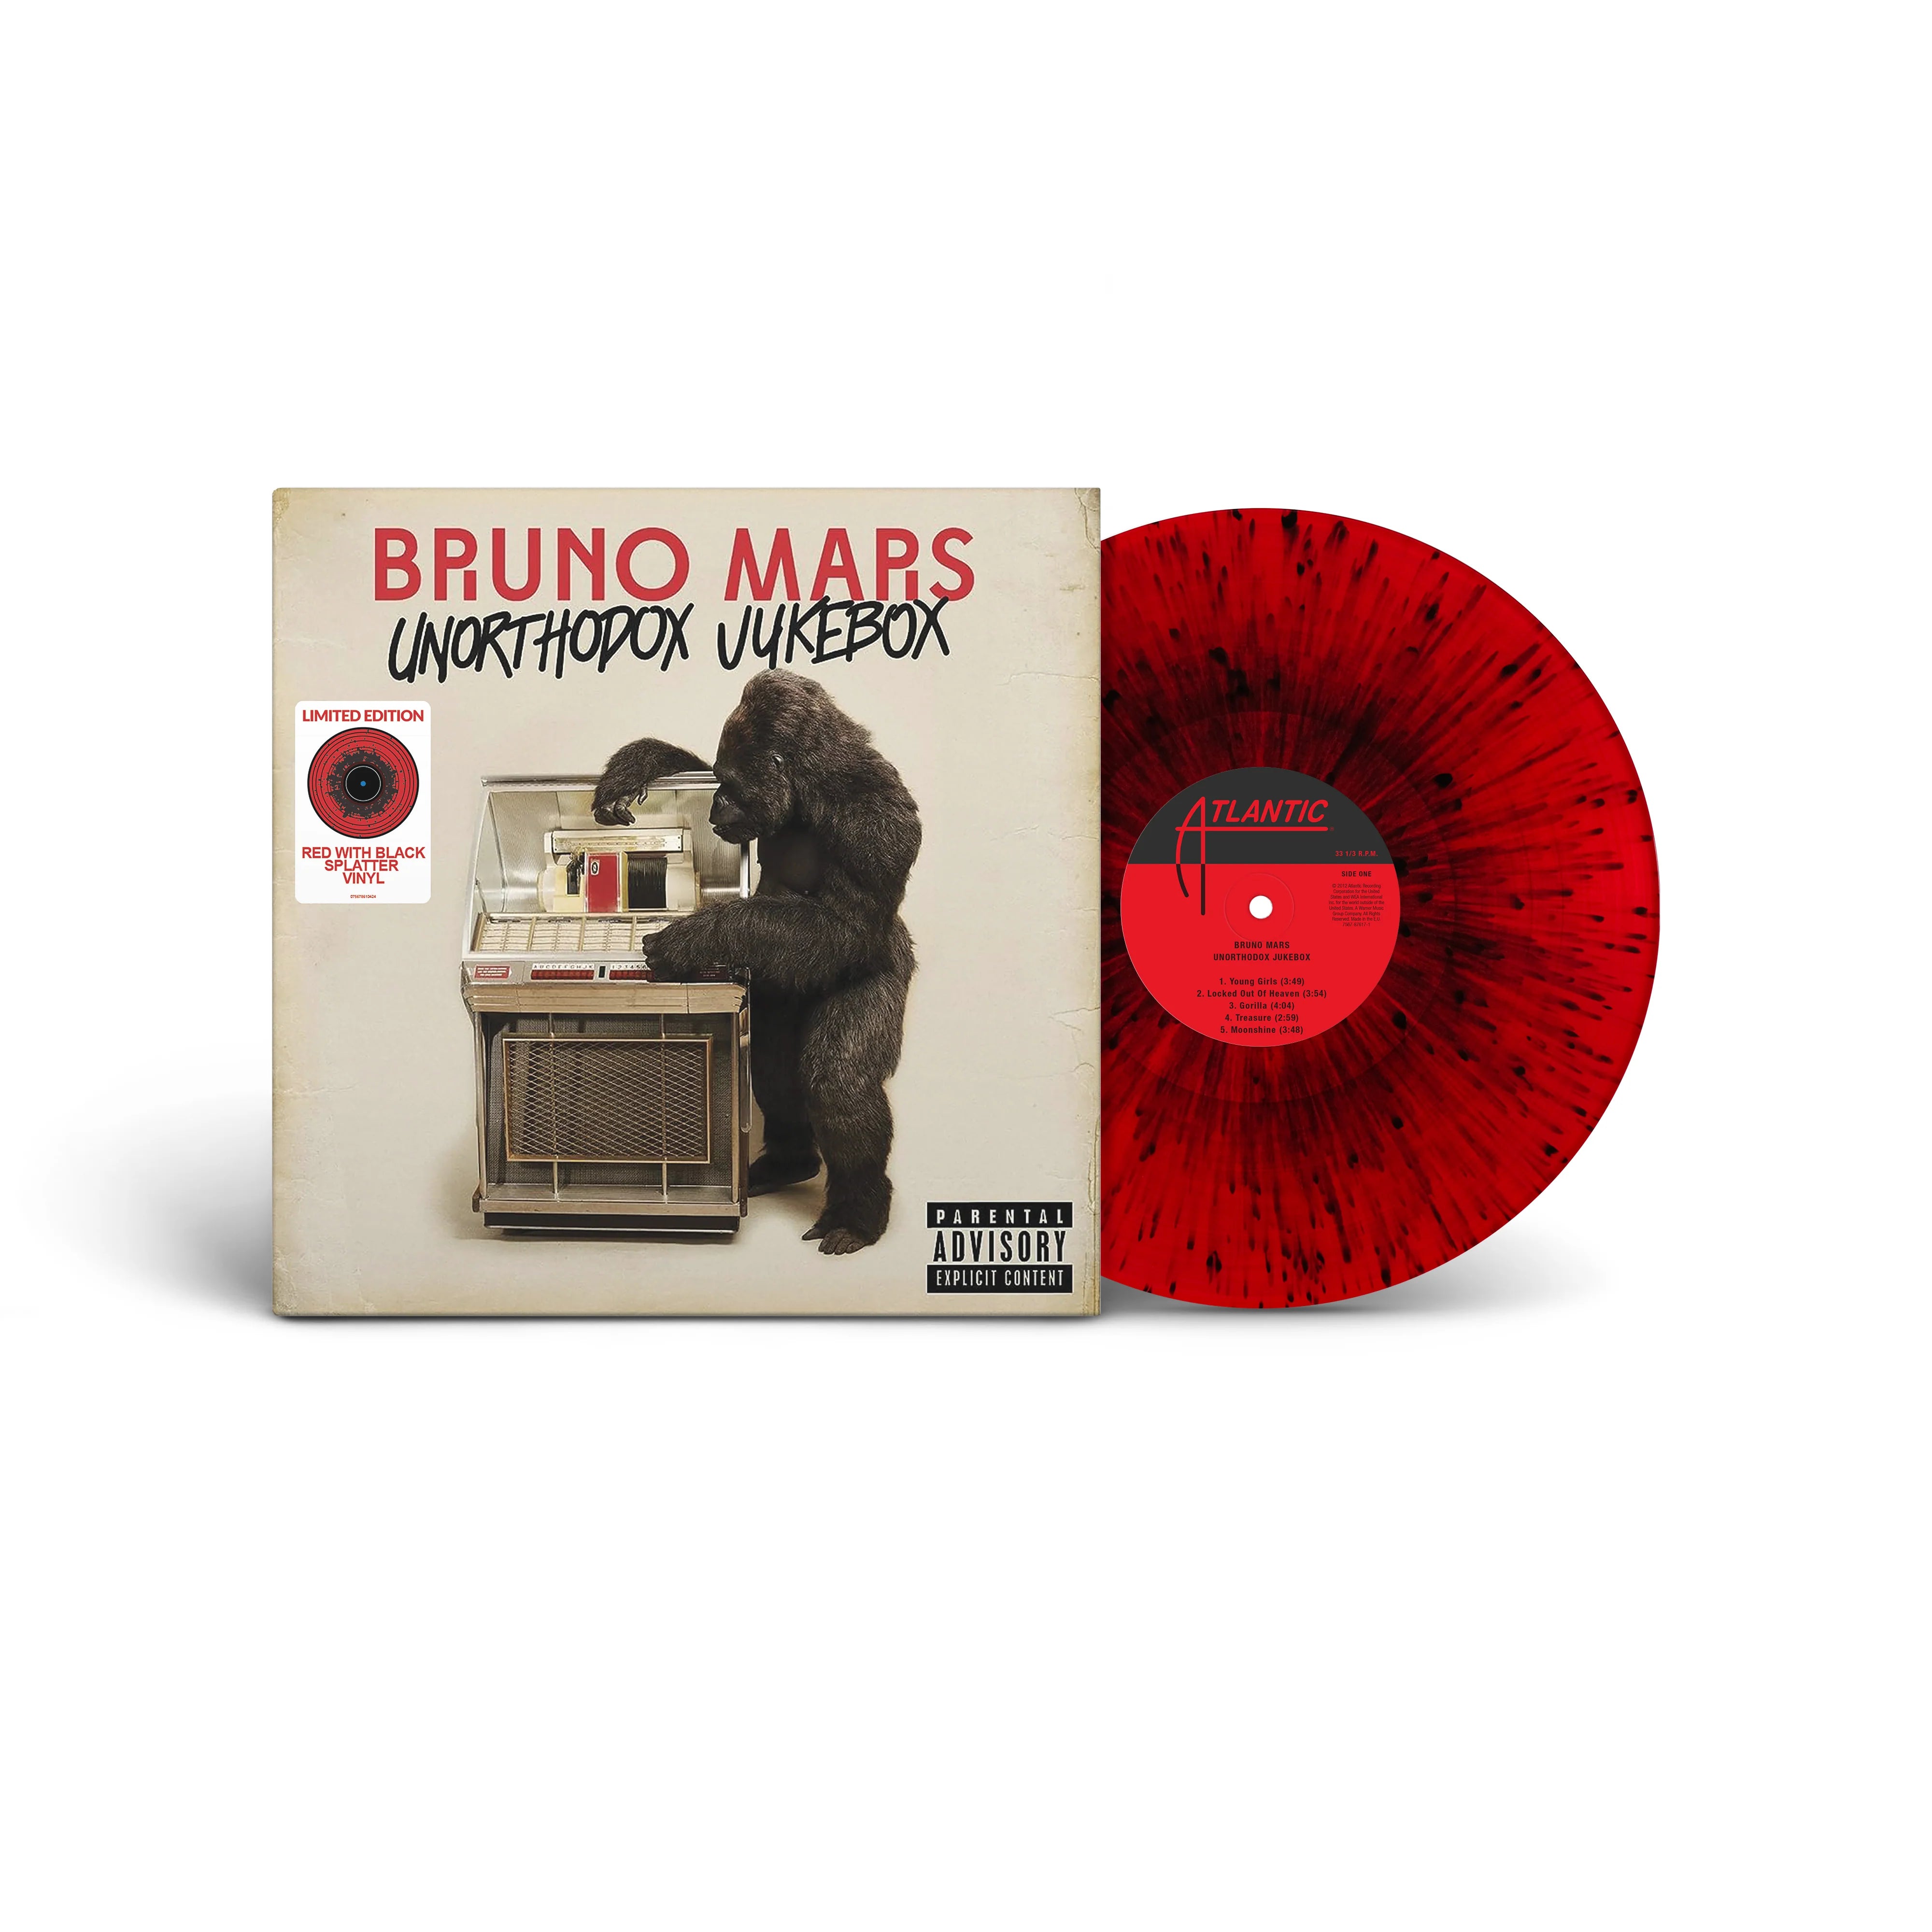 BRUNO MARS
UNORTHODOX JUKEBOX
LIMITED EDITION
RED WITH BLACK
SPLATTER
VINYL
PARENTAL
ADVISORY
EXPLICIT CONTENT
ATLANTIC
33 1/3 R.P.M.
SIDE ONE
BRUNO MARS
UNORTHODOX JUKEBOX
1. Young Girls (3:49)
2. Locked Out Of Heaven (3:54)
3. Gorilla (4:04)
4. Treasure (2:59)
5. Moonshine (3:48)